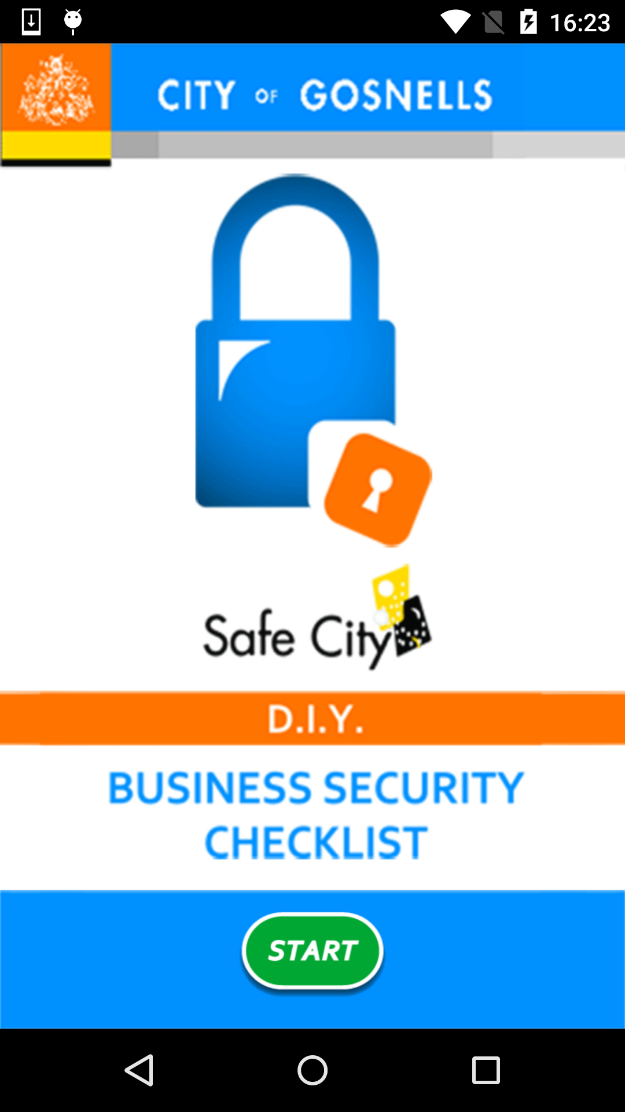 16:23
CITY OF GOSNELLS
Safe City
D.I.Y.
BUSINESS SECURITY
CHECKLIST
START